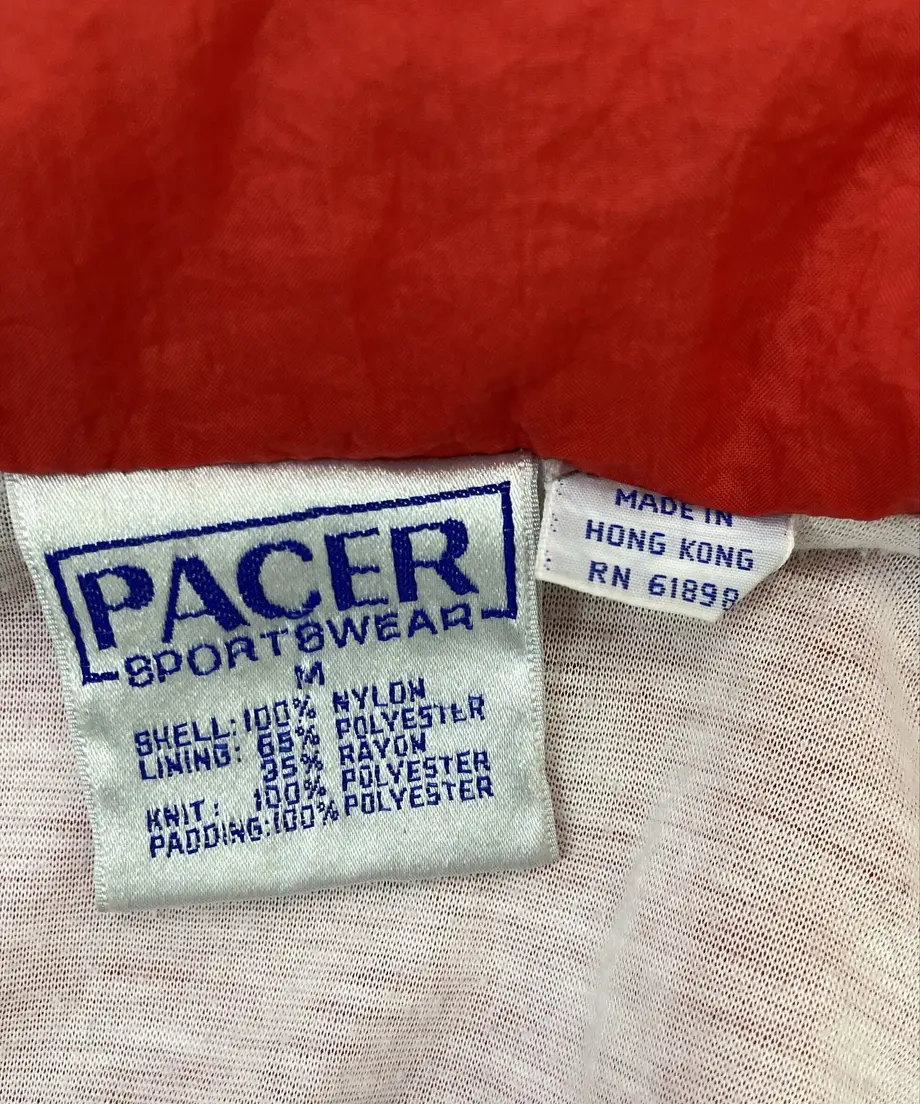 PACER
SPORTSWEAR
M
SHELL: 100% NYLON
LINING: 65% POLYESTER
35% RAYON
KNIT: 100% POLYESTER
PADDING: 100% POLYESTER
MADE IN
HONG KONG
RN 61898